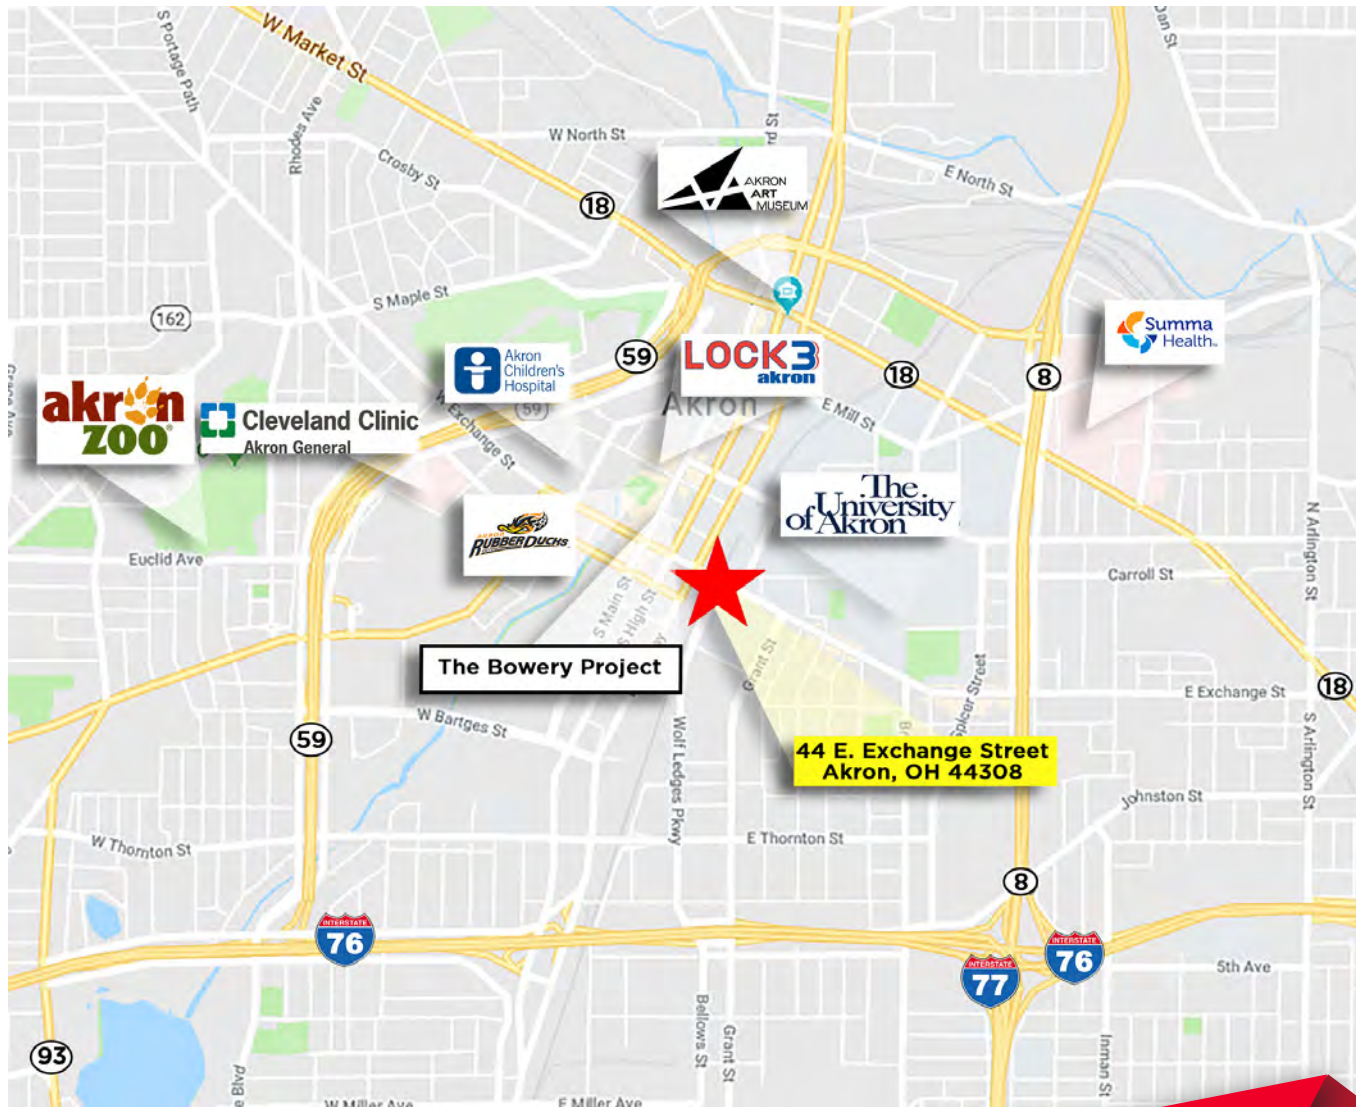 W Market St
S Portage Path
Rhodes Ave
Crosby St
W North St
E North St
AKRON
ART
MUSEUM
18
S Maple St
162
59
LOCK3
akron
Akron
18
8
Summa
Health
Akron
Children's
Hospital
59
W Exchange St
akron
ZOO
Cleveland Clinic
Akron General
E Mill St
The
University
of Akron
AKRON
RUBBERDUCKS
Euclid Ave
Carroll St
N Arlington St
S Main St
S High St
Grant St
The Bowery Project
Spicer Street
E Exchange St
18
W Bartges St
59
Wolf Ledges Pkwy
44 E. Exchange Street
Akron, OH 44308
S Arlington St
Johnston St
W Thornton St
E Thornton St
8
INTERSTATE
76
INTERSTATE
77
INTERSTATE
76
5th Ave
Bellows St
Grant St
Inman St
93
e Blvd
W Miller Ave
E Miller Ave